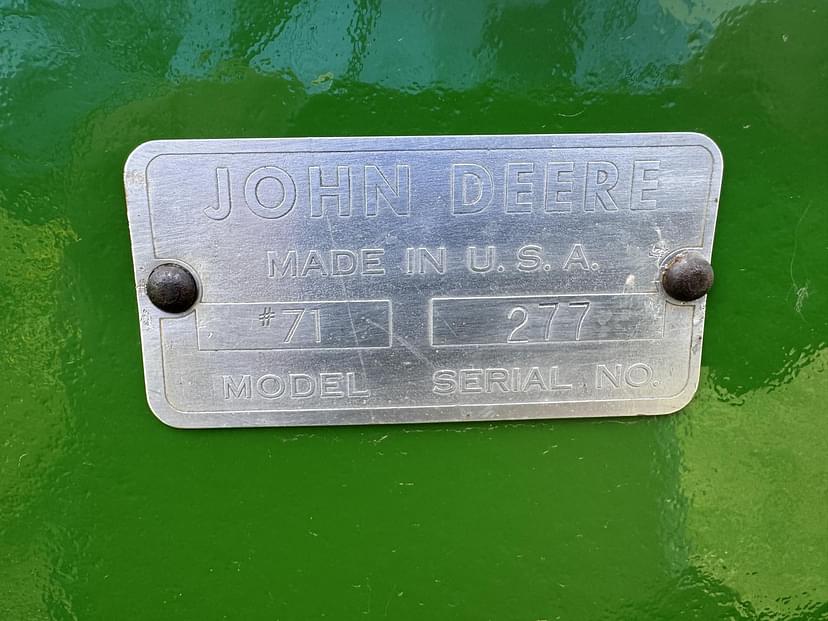 JOHN DEERE
MADE IN U. S. A.
#71 277
MODEL SERIAL NO.